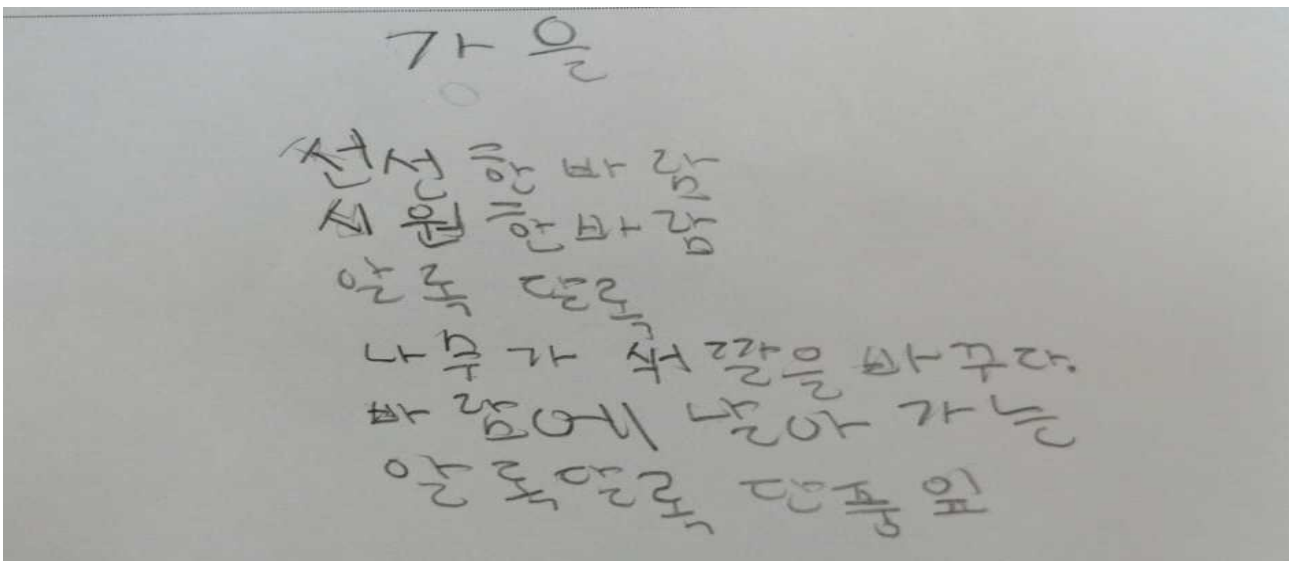 가을
선선한 바람
시원한 바람
알록 달록
나무가 색깔을 바꾸다.
바람에 날아가는
알록달록 단풍잎